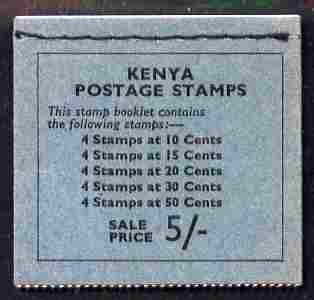 KENYA
POSTAGE STAMPS
This stamp booklet contains
the following stamps:—
4 Stamps at 10 Cents
4 Stamps at 15 Cents
4 Stamps at 20 Cents
4 Stamps at 30 Cents
4 Stamps at 50 Cents
SALE
PRICE 5/-